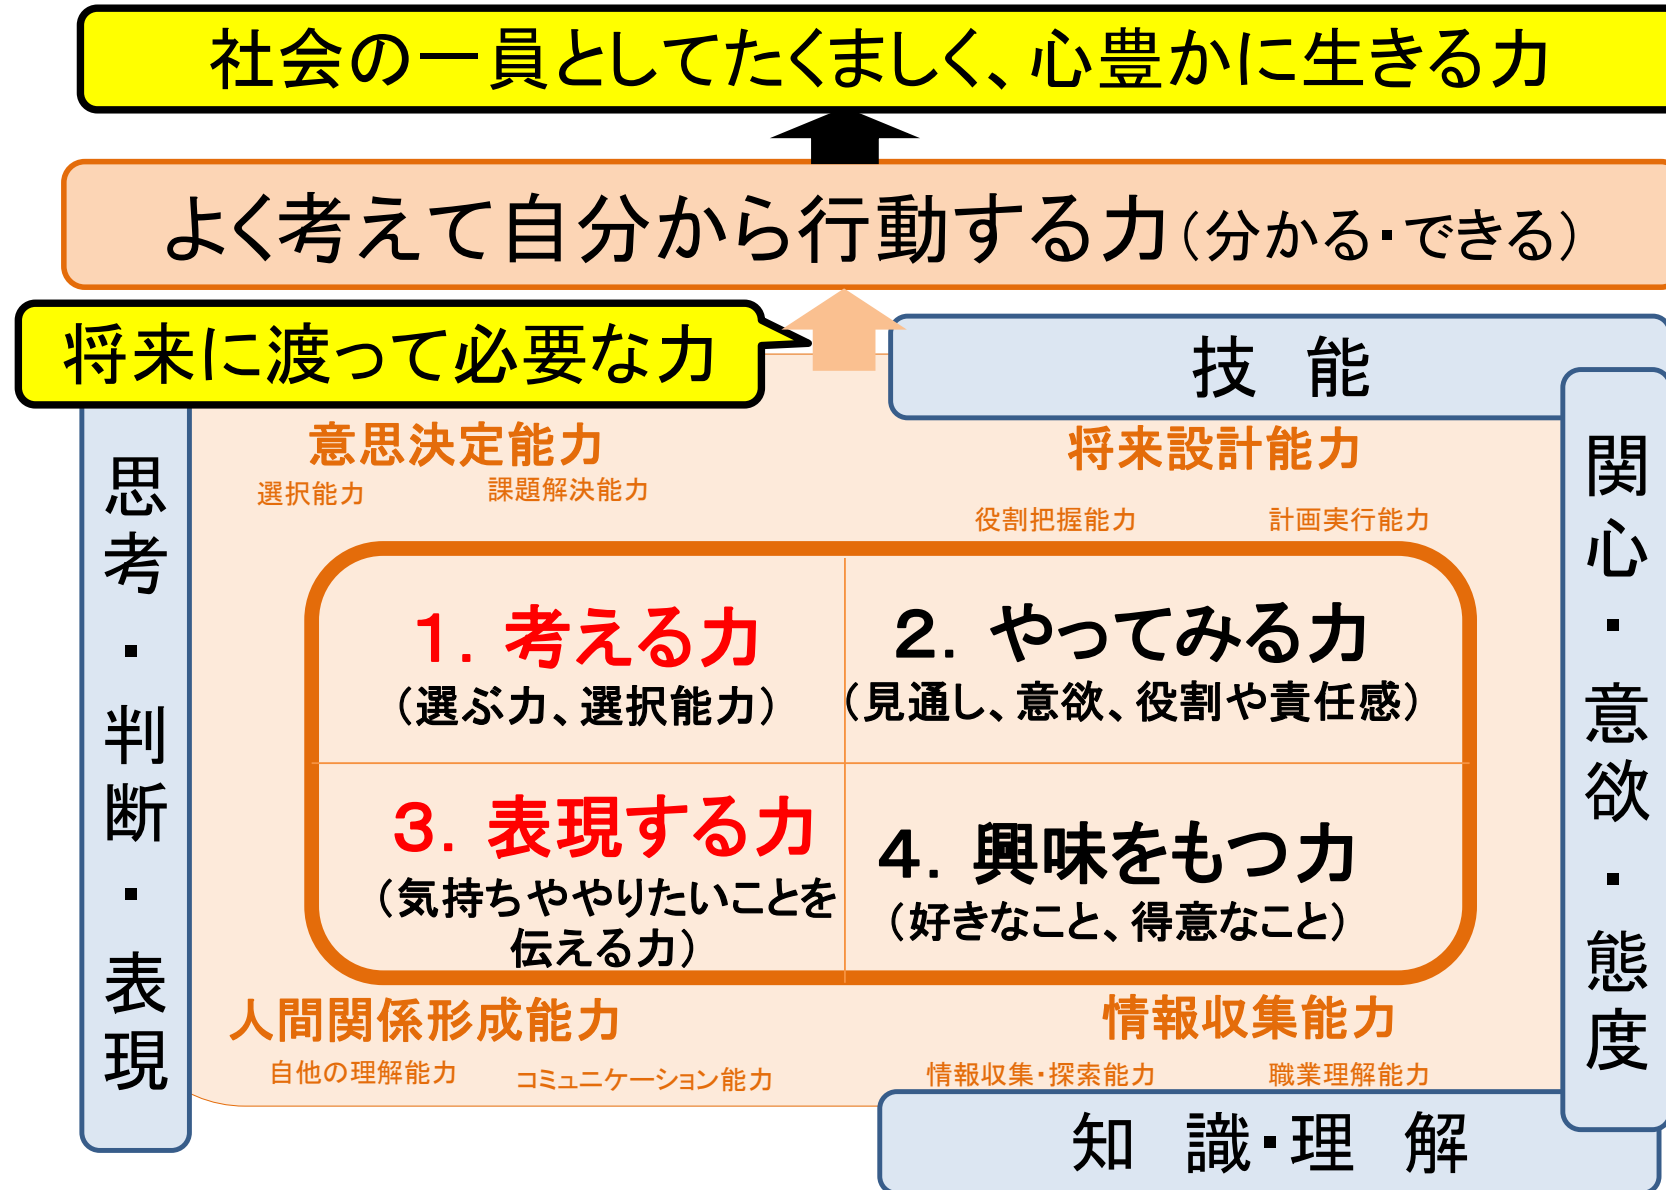 社会の一員としてたくましく、心豊かに生きる力
よく考えて自分から行動する力（分かる・できる）
将来に渡って必要な力
技　能
思考・判断・表現
関心・意欲・態度
意思決定能力
選択能力　課題解決能力
将来設計能力
役割把握能力　計画実行能力
１．考える力
（選ぶ力、選択能力）
２．やってみる力
（見通し、意欲、役割や責任感）
３．表現する力
（気持ちややりたいことを
伝える力）
４．興味をもつ力
（好きなこと、得意なこと）
人間関係形成能力
自他の理解能力　コミュニケーション能力
情報収集能力
情報収集・探索能力　職業理解能力
知　識・理　解